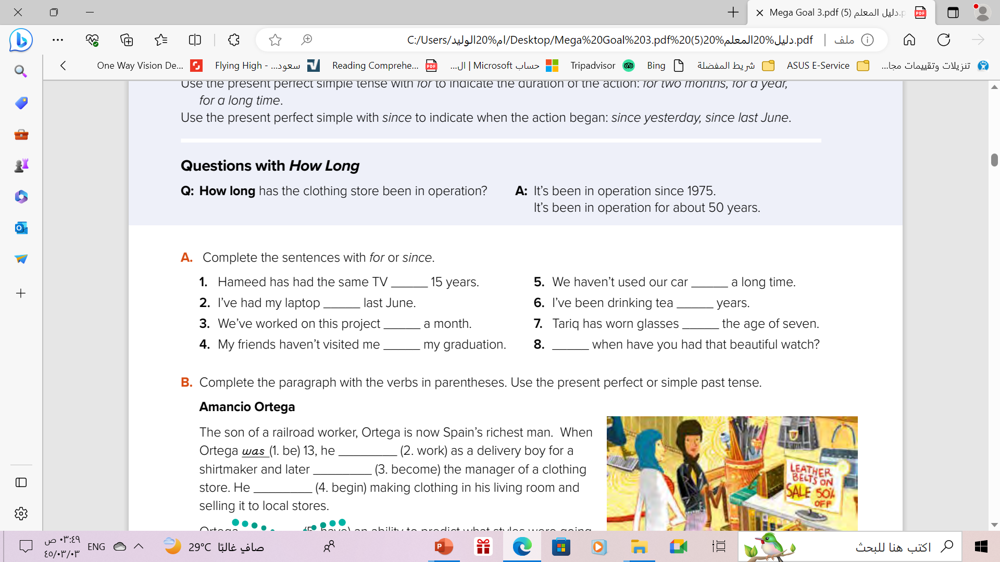 Mega Goal 3.pdf (5) دليل المعلم.p
C:/Users/ام%20الوليد/Desktop/Mega%20Goal%203.pdf%20(5)%20دليل%20المعلم.pdf
ملف
One Way Vision De...
Flying High - سعود...
Reading Comprehe...
حساب Microsoft | ال...
Tripadvisor
Bing
شريط المفضلة
ASUS E-Service
تنزيلات وتقييمات مجا...
Use the present perfect simple tense with for to indicate the duration of the action: for two months, for a year,
for a long time.
Use the present perfect simple with since to indicate when the action began: since yesterday, since last June.
Questions with How Long
Q: How long has the clothing store been in operation?
A: It's been in operation since 1975.
It's been in operation for about 50 years.
A. Complete the sentences with for or since.
1. Hameed has had the same TV ______ 15 years.
2. I've had my laptop ______ last June.
3. We've worked on this project ______ a month.
4. My friends haven't visited me ______ my graduation.
5. We haven't used our car ______ a long time.
6. I've been drinking tea ______ years.
7. Tariq has worn glasses ______ the age of seven.
8. ______ when have you had that beautiful watch?
B. Complete the paragraph with the verbs in parentheses. Use the present perfect or simple past tense.
Amancio Ortega
The son of a railroad worker, Ortega is now Spain's richest man. When
Ortega was (1. be) 13, he ________ (2. work) as a delivery boy for a
shirtmaker and later ________ (3. become) the manager of a clothing
store. He ________ (4. begin) making clothing in his living room and
selling it to local stores.
Ortega (5. have) an ability to predict what styles were going
LEATHER
BELTS ON
SALE 50%
OFF
٠٣:٤٩ ص
٤٥/٠٣/٠٣
ENG
29°C صافٍ غالبًا
اكتب هنا للبحث